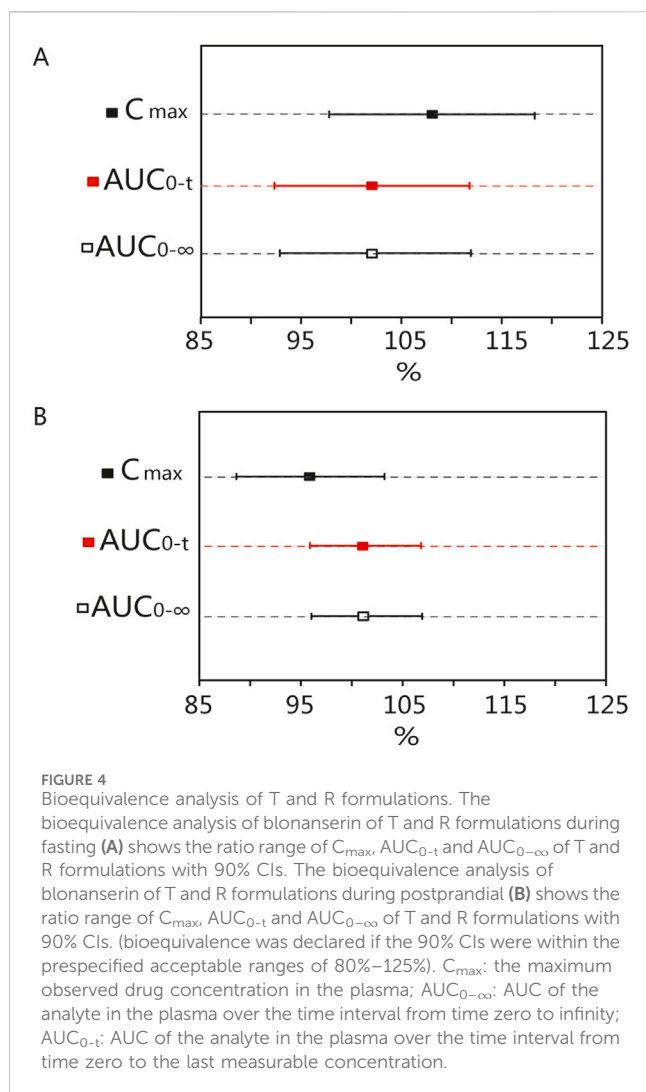 A
■ C max
■ AUC0-t
□AUC0-∞
85 95 105 115 125
%
B
■ C max
■ AUC0-t
□AUC0-∞
85 95 105 115 125
%
FIGURE 4
Bioequivalence analysis of T and R formulations. The
bioequivalence analysis of blonanserin of T and R formulations during
fasting (A) shows the ratio range of Cmax, AUC0-t and AUC0–∞ of T and
R formulations with 90% CIs. The bioequivalence analysis of
blonanserin of T and R formulations during postprandial (B) shows the
ratio range of Cmax, AUC0-t and AUC0–∞ of T and R formulations with
90% CIs. (bioequivalence was declared if the 90% CIs were within the
prespecified acceptable ranges of 80%–125%). Cmax: the maximum
observed drug concentration in the plasma; AUC0–∞: AUC of the
analyte in the plasma over the time interval from time zero to infinity;
AUC0-t: AUC of the analyte in the plasma over the time interval from
time zero to the last measurable concentration.